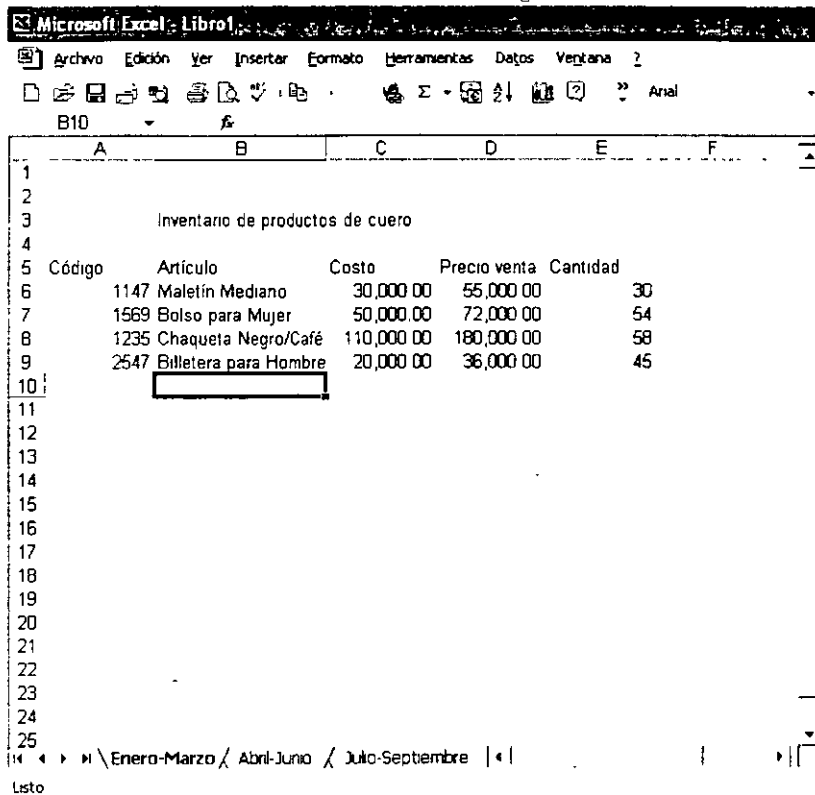 Microsoft Excel - Libro1
Archivo Edición Ver Insertar Formato Herramientas Datos Ventana ?
Σ Arial
B10 fx
A B C D E F
1
2
3 Inventario de productos de cuero
4
5 Código Artículo Costo Precio venta Cantidad
6 1147 Maletín Mediano 30,000 00 55,000 00 30
7 1569 Bolso para Mujer 50,000.00 72,000 00 54
8 1235 Chaqueta Negro/Café 110,000 00 180,000 00 58
9 2547 Billetera para Hombre 20,000 00 36,000 00 45
10
11
12
13
14
15
16
17
18
19
20
21
22
23
24
25
Enero-Marzo / Abril-Junio / Julio-Septiembre
Listo